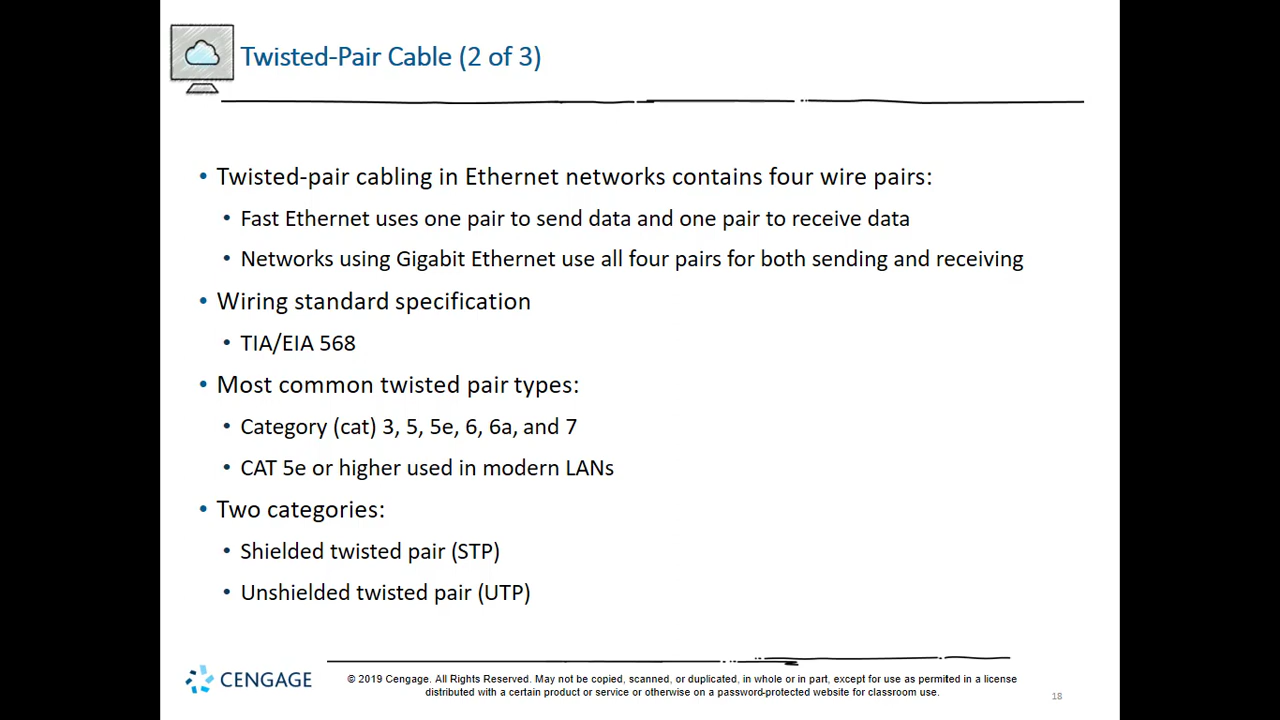 Twisted-Pair Cable (2 of 3)
• Twisted-pair cabling in Ethernet networks contains four wire pairs:
• Fast Ethernet uses one pair to send data and one pair to receive data
• Networks using Gigabit Ethernet use all four pairs for both sending and receiving
• Wiring standard specification
• TIA/EIA 568
• Most common twisted pair types:
• Category (cat) 3, 5, 5e, 6, 6a, and 7
• CAT 5e or higher used in modern LANs
• Two categories:
• Shielded twisted pair (STP)
• Unshielded twisted pair (UTP)
CENGAGE
© 2019 Cengage. All Rights Reserved. May not be copied, scanned, or duplicated, in whole or in part, except for use as permitted in a license
distributed with a certain product or service or otherwise on a password-protected website for classroom use.
18